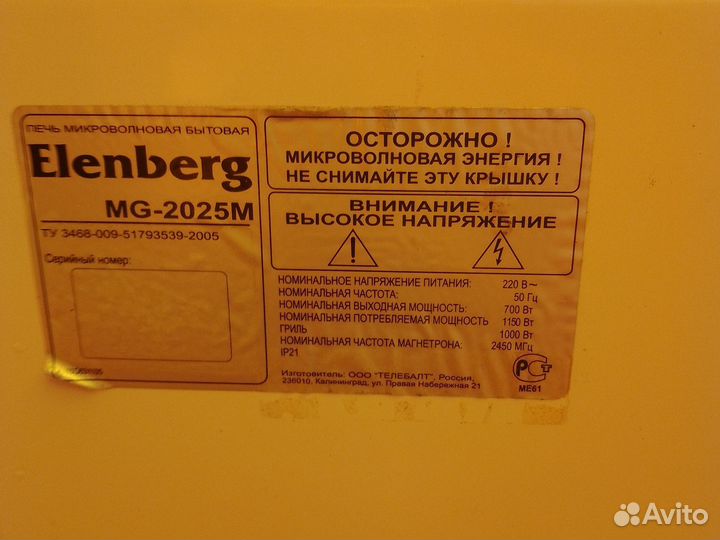 ПЕЧЬ МИКРОВОЛНОВАЯ БЫТОВАЯ
Elenberg
MG-2025M
ТУ 3468-009-51793539-2005
Серийный номер:
ОСТОРОЖНО !
МИКРОВОЛНОВАЯ ЭНЕРГИЯ !
НЕ СНИМАЙТЕ ЭТУ КРЫШКУ !
ВНИМАНИЕ !
ВЫСОКОЕ НАПРЯЖЕНИЕ
НОМИНАЛЬНОЕ НАПРЯЖЕНИЕ ПИТАНИЯ: 220 В ~
НОМИНАЛЬНАЯ ЧАСТОТА: 50 Гц
НОМИНАЛЬНАЯ ВЫХОДНАЯ МОЩНОСТЬ: 700 Вт
НОМИНАЛЬНАЯ ПОТРЕБЛЯЕМАЯ МОЩНОСТЬ 1150 Вт
ГРИЛЬ 1000 Вт
НОМИНАЛЬНАЯ ЧАСТОТА МАГНЕТРОНА: 2450 МГц
IP21
Изготовитель: ООО "ТЕЛЕБАЛТ", Россия,
236010, Калининград, ул. Правая Набережная 21
РСТ
МЕ61
Avito